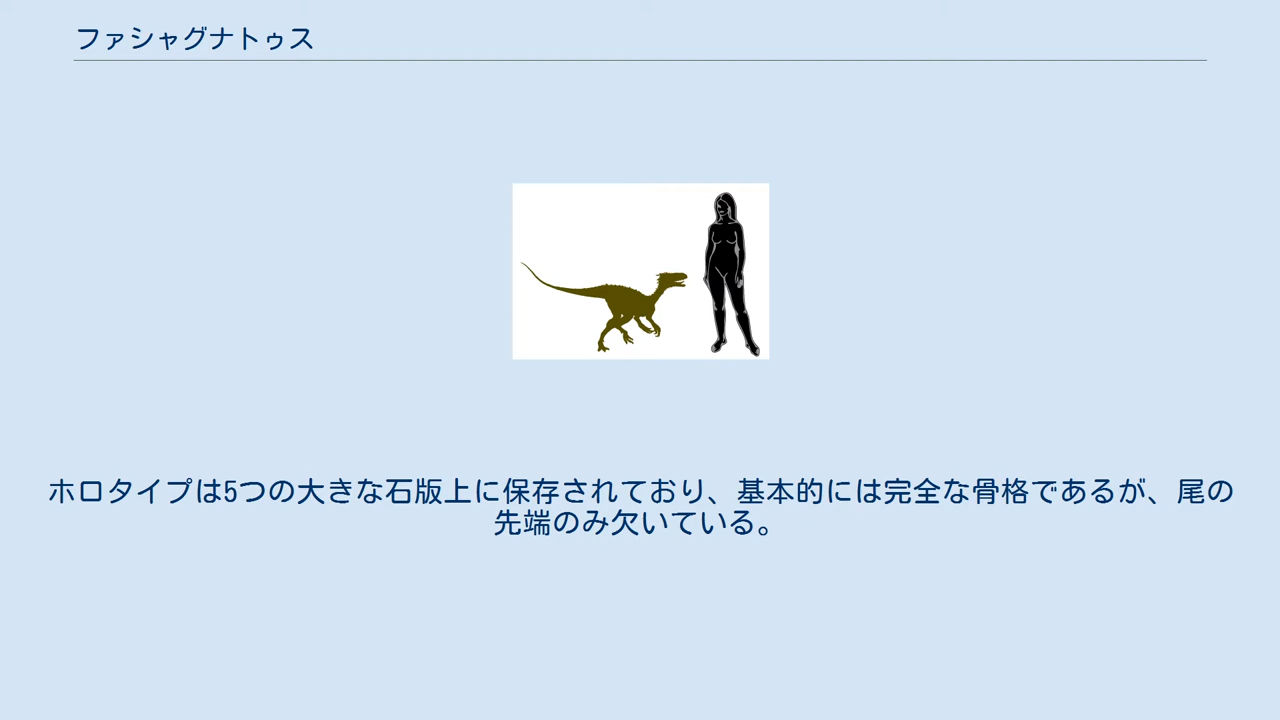 ファシャグナトゥス
ホロタイプは5つの大きな石版上に保存されており、基本的には完全な骨格であるが、尾の
先端のみ欠いている。